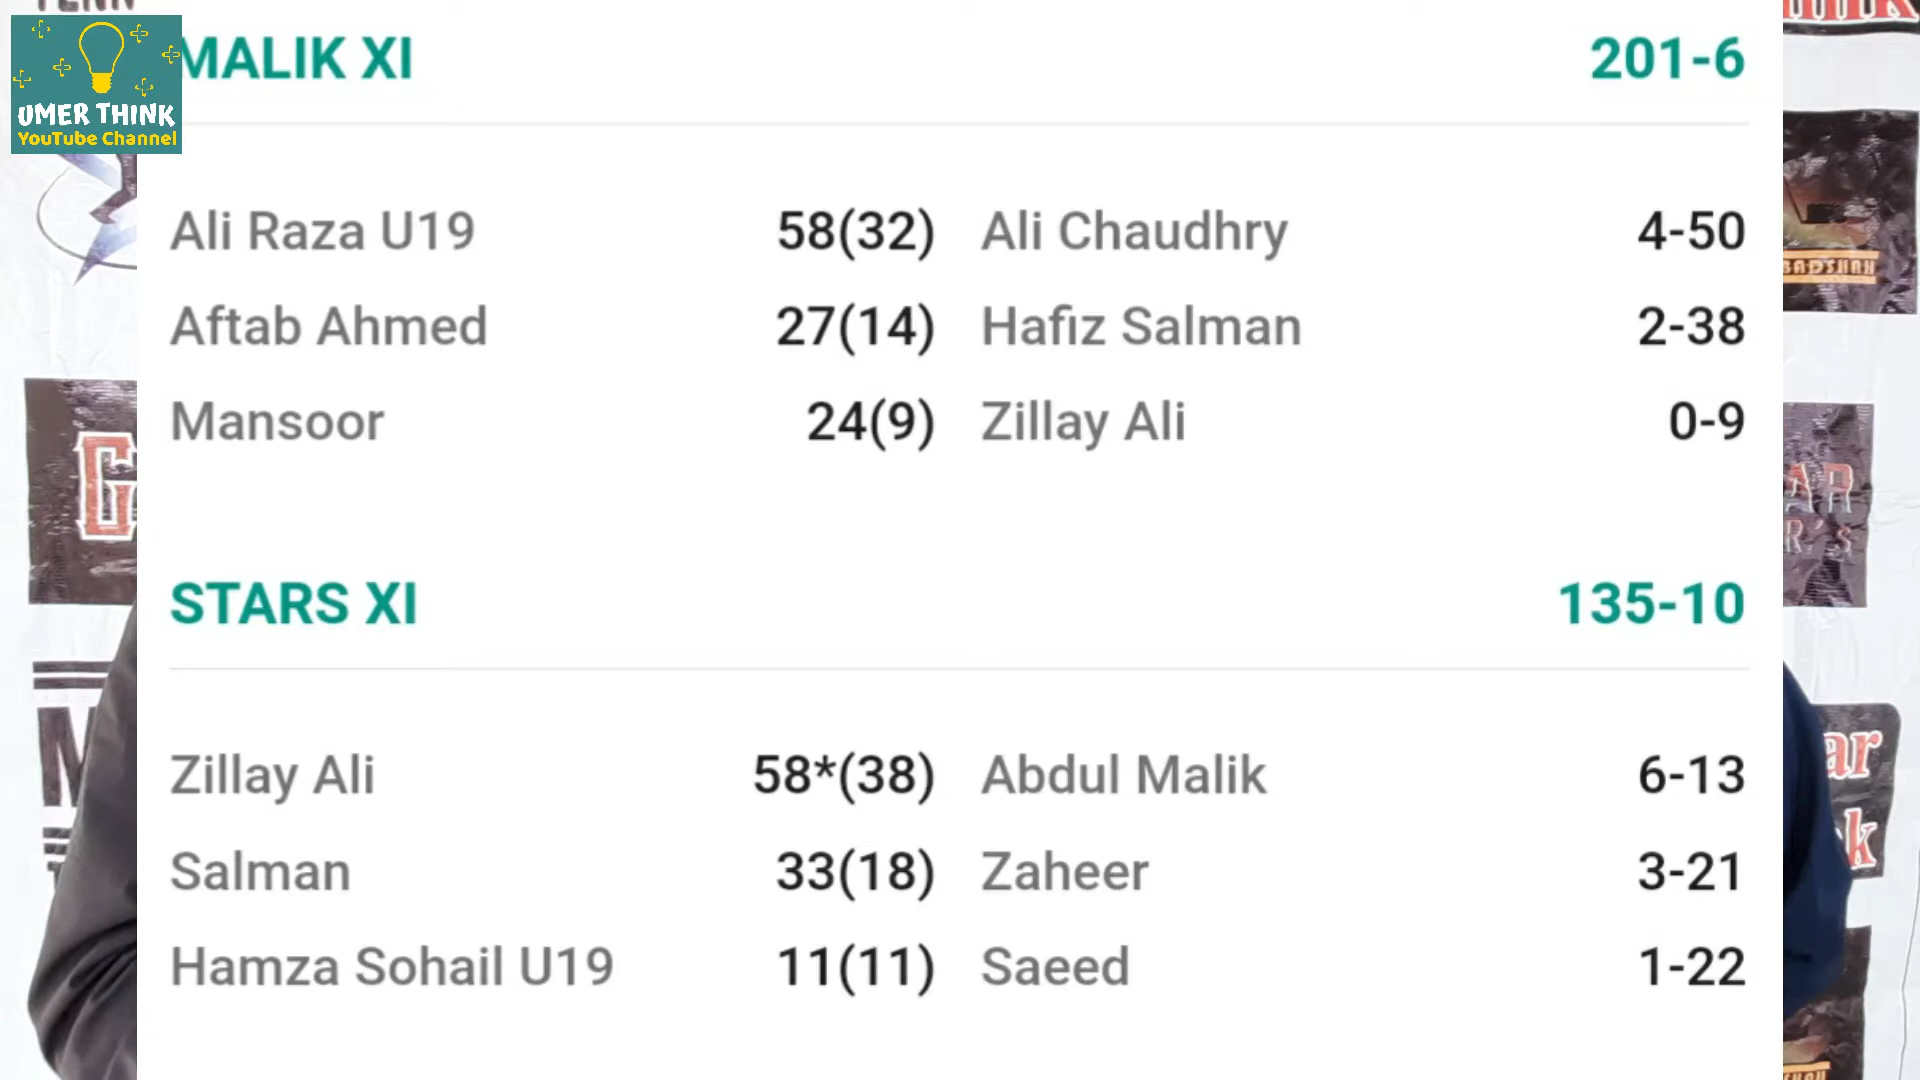 UMER THINK
YouTube Channel
MALIK XI 201-6
Ali Raza U19 58(32) Ali Chaudhry 4-50
Aftab Ahmed 27(14) Hafiz Salman 2-38
Mansoor 24(9) Zillay Ali 0-9
STARS XI 135-10
Zillay Ali 58*(38) Abdul Malik 6-13
Salman 33(18) Zaheer 3-21
Hamza Sohail U19 11(11) Saeed 1-22
BADSHAH